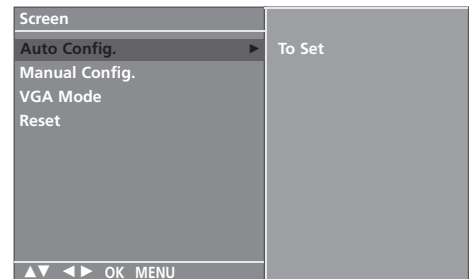 Screen
Auto Config. ► To Set
Manual Config.
VGA Mode
Reset
▲▼ ◄► OK MENU